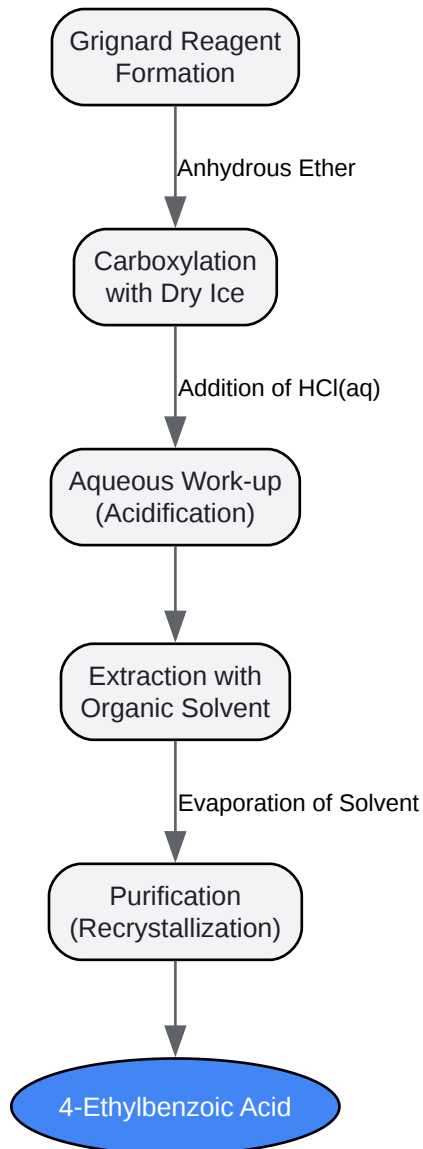 Grignard Reagent
Formation
Anhydrous Ether
Carboxylation
with Dry Ice
Addition of HCl(aq)
Aqueous Work-up
(Acidification)
Extraction with
Organic Solvent
Evaporation of Solvent
Purification
(Recrystallization)
4-Ethylbenzoic Acid